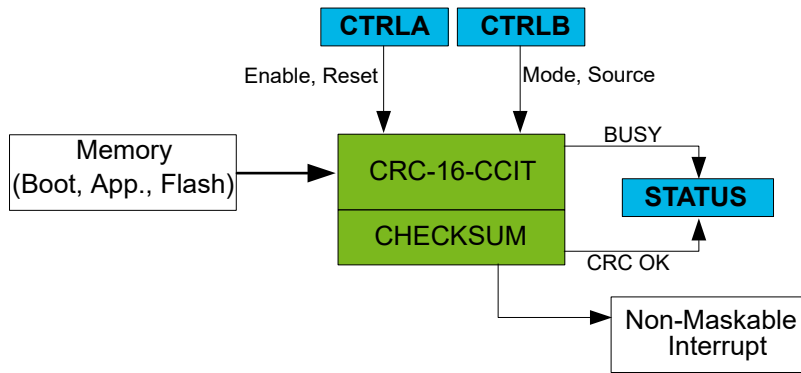 CTRLA
CTRLB
Enable, Reset
Mode, Source
Memory
(Boot, App., Flash)
CRC-16-CCIT
BUSY
STATUS
CHECKSUM
CRC OK
Non-Maskable
Interrupt